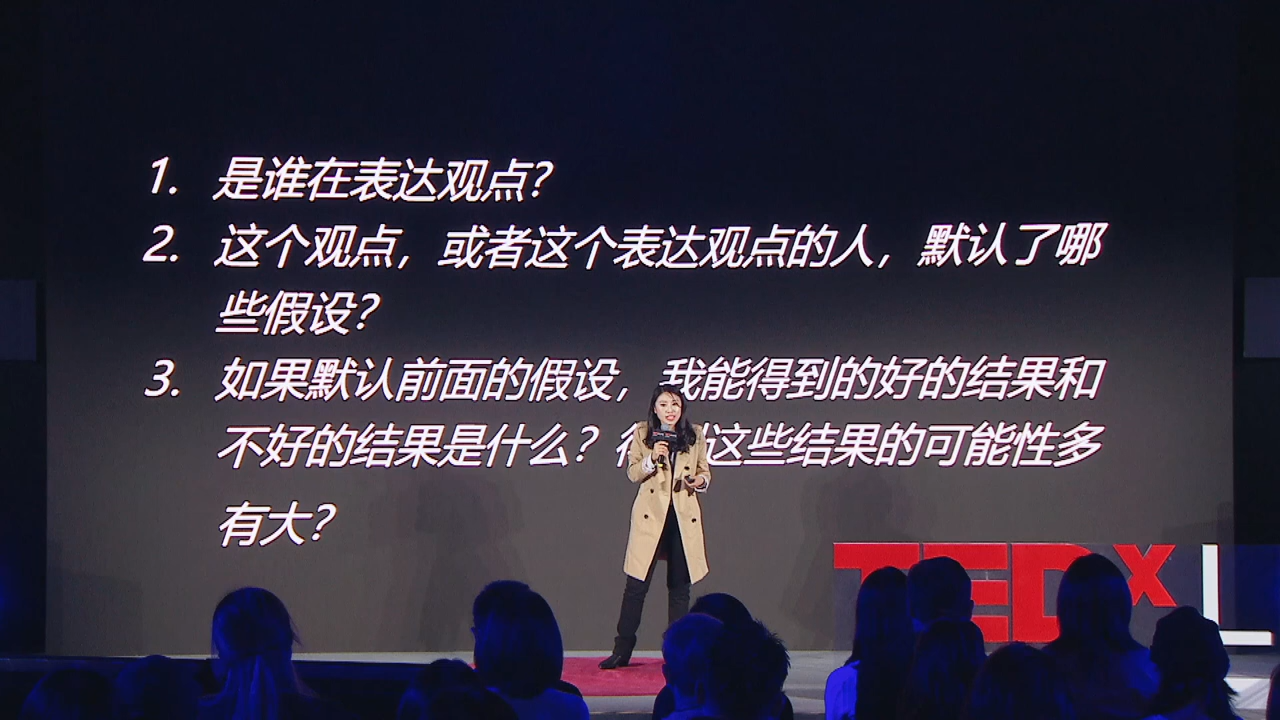 1. 是谁在表达观点?
2. 这个观点，或者这个表达观点的人，默认了哪
些假设?
3. 如果默认前面的假设，我能得到的好的结果和
不好的结果是什么? 这些结果的可能性多
有大?
TEDx L